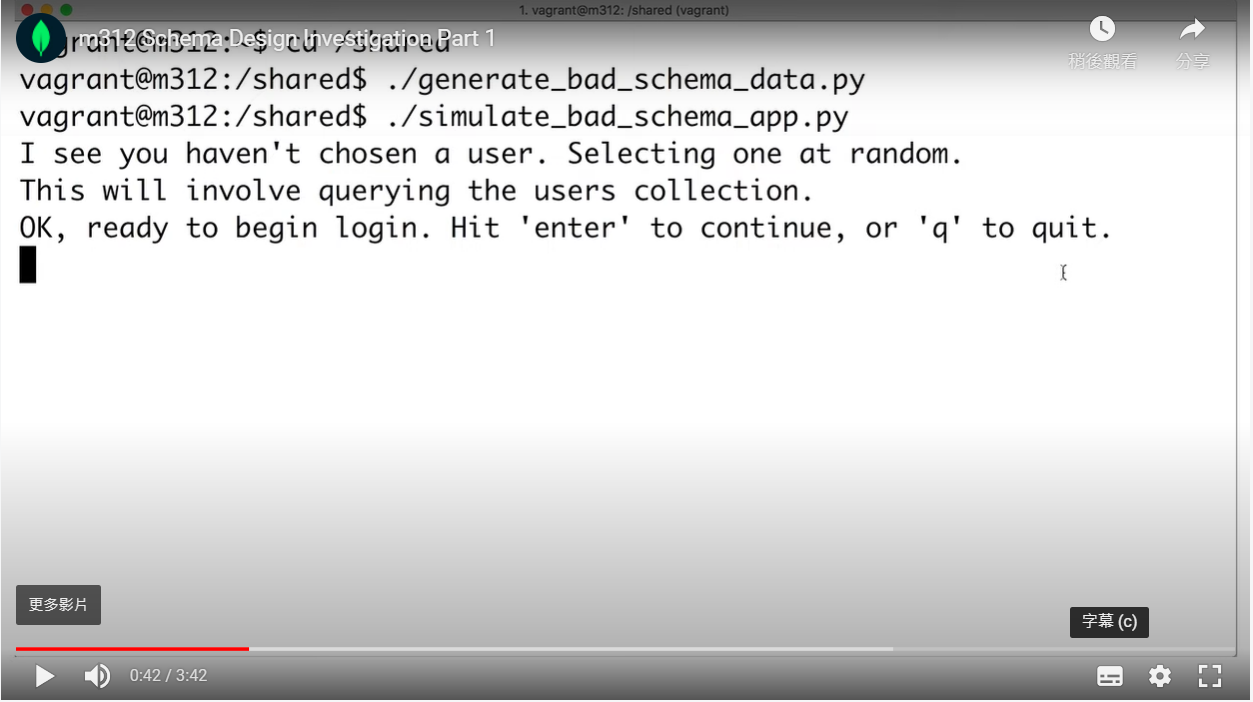 1. vagrant@m312: /shared (vagrant)
m312 Schema Design Investigation Part 1
vagrant@m312:~$ cd /shared
稍後觀看
分享
vagrant@m312:/shared$ ./generate_bad_schema_data.py
vagrant@m312:/shared$ ./simulate_bad_schema_app.py
I see you haven't chosen a user. Selecting one at random.
This will involve querying the users collection.
OK, ready to begin login. Hit 'enter' to continue, or 'q' to quit.
更多影片
字幕 (c)
0:42 / 3:42